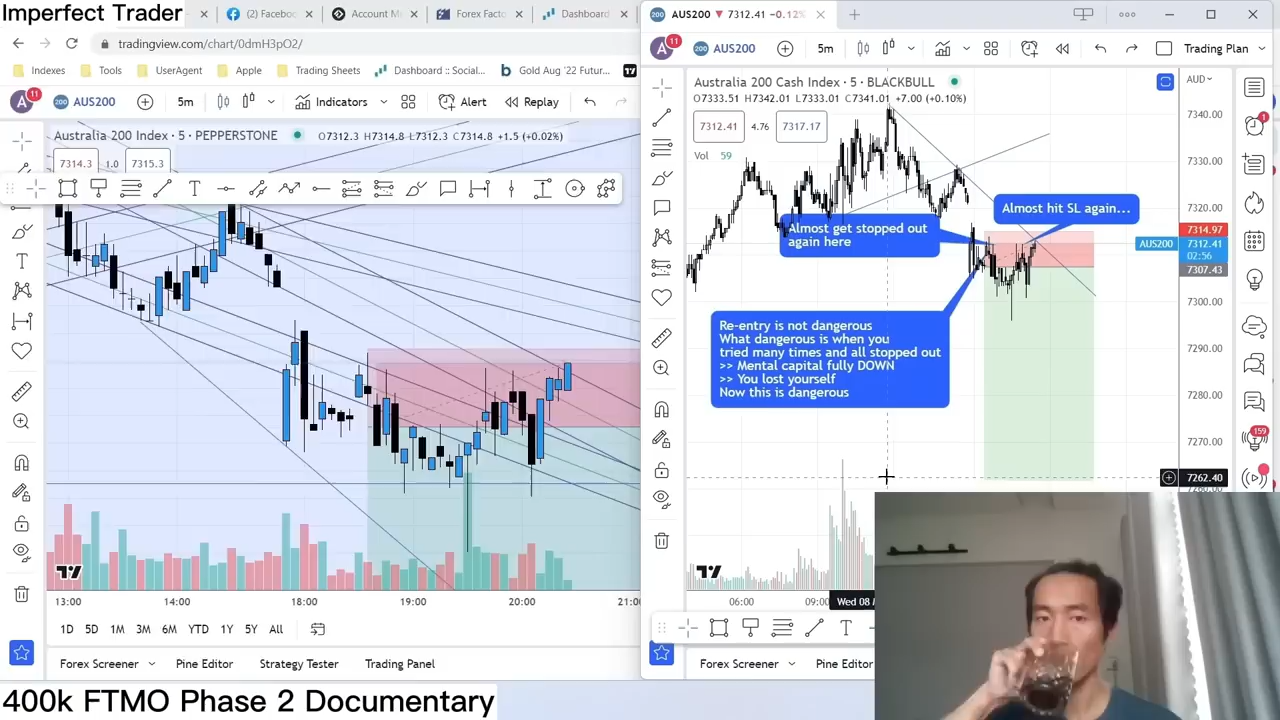 Imperfect Trader
(2) Facebo
Account M
Forex Facto
Dashboard
tradingview.com/chart/0dmH3pO2/
Indexes
Tools
UserAgent
Apple
Trading Sheets
Dashboard :: Social...
Gold Aug '22 Futur...
A
11
200
AUS200
5m
Indicators
Alert
Replay
Australia 200 Index · 5 · PEPPERSTONE
O7312.3 H7314.8 L7312.3 C7314.8 +1.5 (+0.02%)
7314.3
1.0
7315.3
13:00
14:00
18:00
19:00
20:00
21:00
1D
5D
1M
3M
6M
YTD
1Y
5Y
All
Forex Screener
Pine Editor
Strategy Tester
Trading Panel
400k FTMO Phase 2 Documentary
200
AUS200 ▼ 7312.41 −0.12%
A
11
200
AUS200
5m
Trading Plan
Australia 200 Cash Index · 5 · BLACKBULL
O7333.51 H7342.01 L7333.01 C7341.01 +7.00 (+0.10%)
7312.41
4.76
7317.17
Vol 59
AUD
7340.00
7330.00
7320.00
7314.97
AUS200
7312.41
02:56
7307.43
7300.00
7290.00
7280.00
7270.00
7262.40
Almost hit SL again...
Almost get stopped out
again here
Re-entry is not dangerous
What dangerous is when you
tried many times and all stopped out
>> Mental capital fully DOWN
>> You lost yourself
Now this is dangerous
1
159
06:00
09:00
Wed 08
Forex Screener
Pine Editor